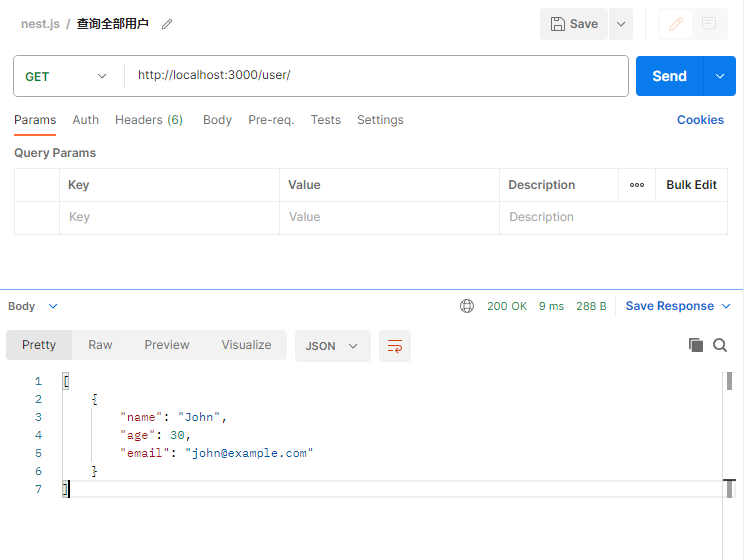 nest.js / 查询全部用户
Save
GET http://localhost:3000/user/ Send
Params Auth Headers (6) Body Pre-req. Tests Settings Cookies
Query Params
Key Value Description Bulk Edit
Key Value Description
Body 200 OK 9 ms 288 B Save Response
Pretty Raw Preview Visualize JSON
1 [
2 {
3 "name": "John",
4 "age": 30,
5 "email": "john@example.com"
6 }
7 ]